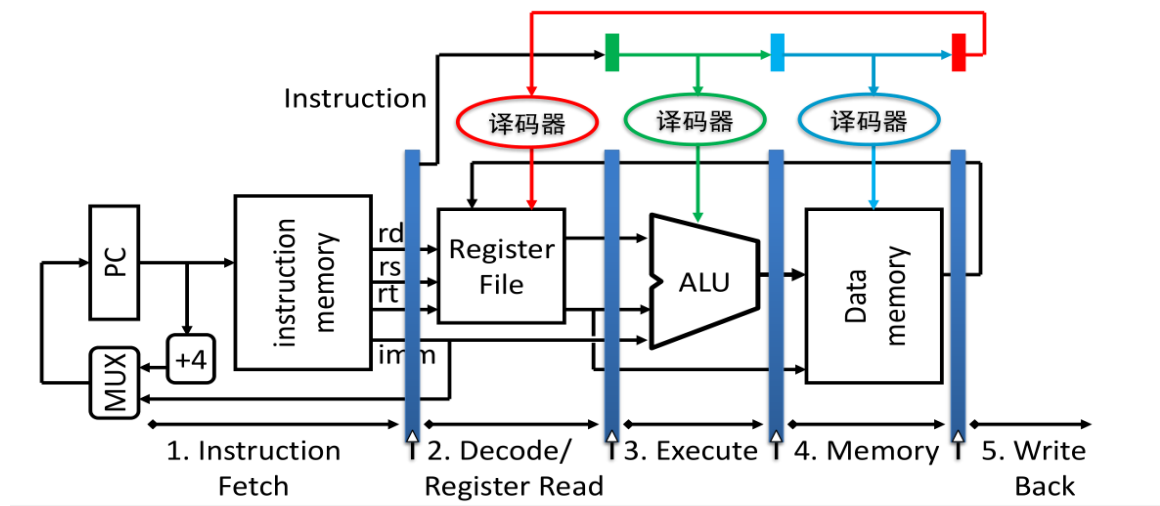 Instruction
译码器
译码器
译码器
PC
instruction
memory
rd
rs
rt
imm
Register
File
ALU
Data
memory
+4
MUX
1. Instruction
Fetch
2. Decode/
Register Read
3. Execute
4. Memory
5. Write
Back